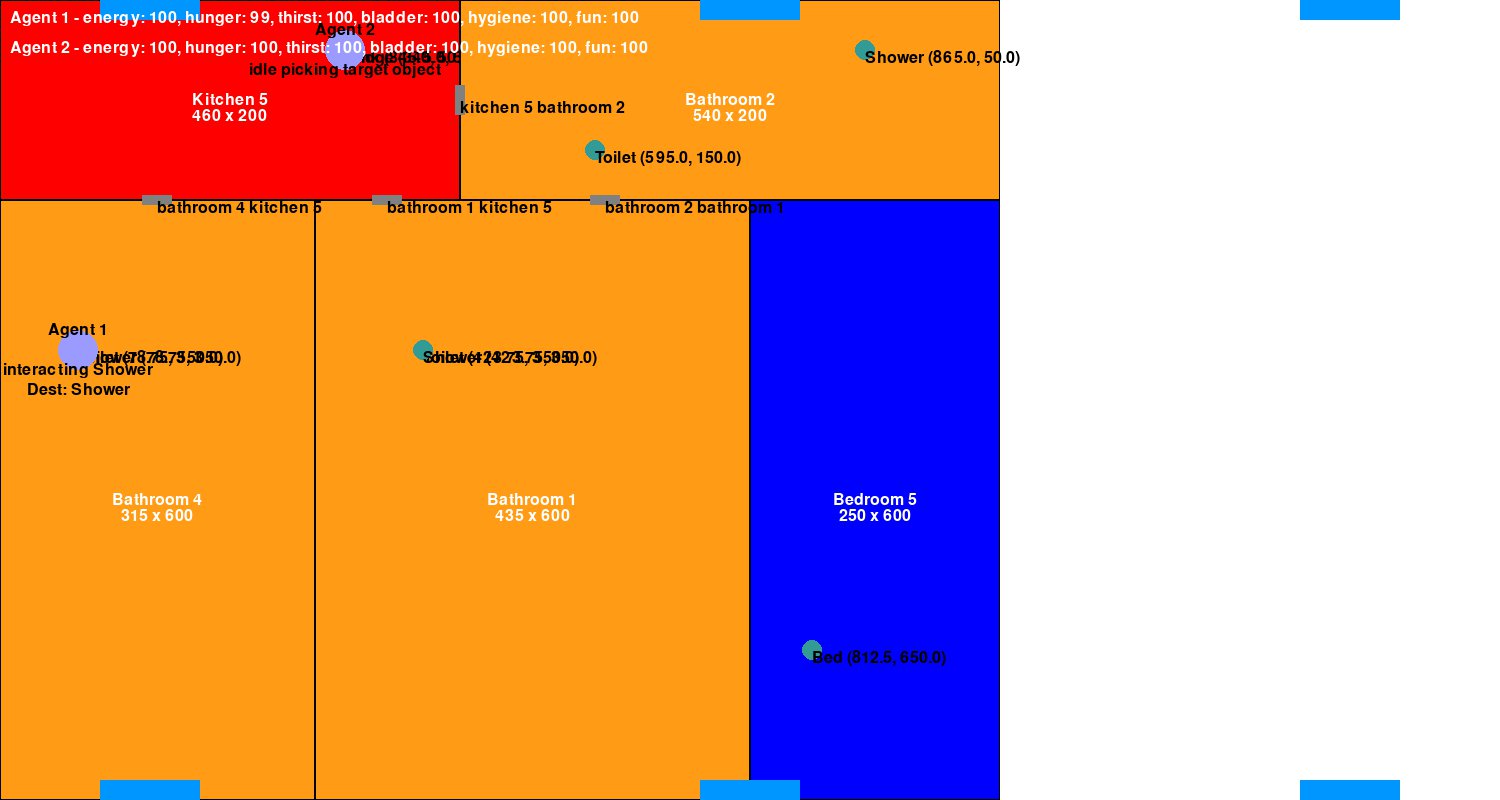 Agent 1 - energy: 100, hunger: 99, thirst: 100, bladder: 100, hygiene: 100, fun: 100
Agent 2
Agent 2 - energy: 100, hunger: 100, thirst: 100, bladder: 100, hygiene: 100, fun: 100
Shower (865.0, 50.0)
idle picking target object
Kitchen 5
460 x 200
kitchen 5 bathroom 2
Bathroom 2
540 x 200
Toilet (595.0, 150.0)
bathroom 4 kitchen 5
bathroom 1 kitchen 5
bathroom 2 bathroom 1
Agent 1
interacting Shower
Dest: Shower
Bathroom 4
315 x 600
Bathroom 1
435 x 600
Bedroom 5
250 x 600
Bed (812.5, 650.0)